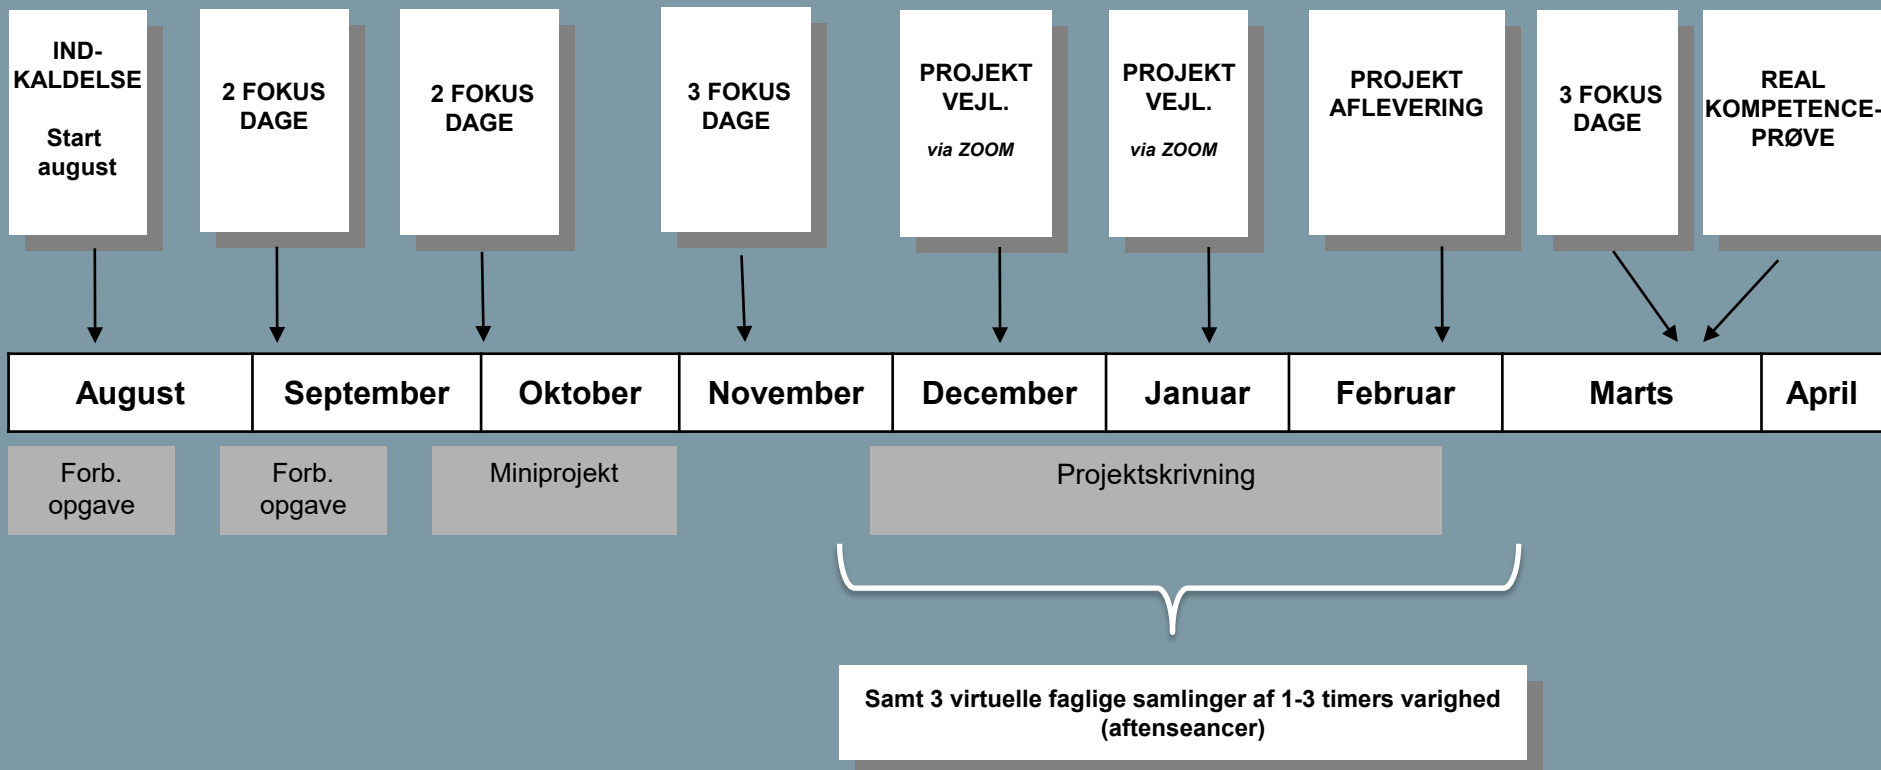 IND-
KALDELSE
Start
august
2 FOKUS
DAGE
2 FOKUS
DAGE
3 FOKUS
DAGE
PROJEKT
VEJL.
via ZOOM
PROJEKT
VEJL.
via ZOOM
PROJEKT
AFLEVERING
3 FOKUS
DAGE
REAL
KOMPETENCE-
PRØVE
August
September
Oktober
November
December
Januar
Februar
Marts
April
Forb.
opgave
Forb.
opgave
Miniprojekt
Projektskrivning
Samt 3 virtuelle faglige samlinger af 1-3 timers varighed
(aftenseancer)